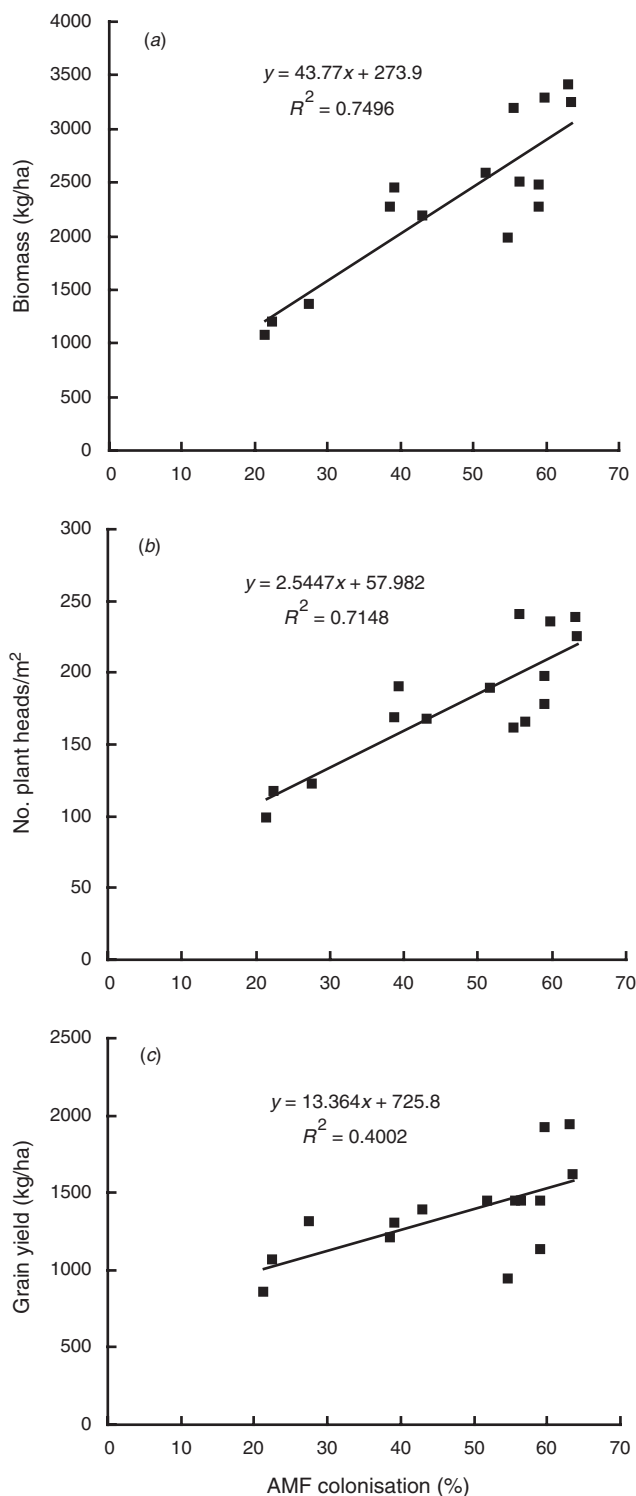 (a)
y = 43.77x + 273.9
R² = 0.7496
Biomass (kg/ha)
4000
3500
3000
2500
2000
1500
1000
500
0
0 10 20 30 40 50 60 70
(b)
y = 2.5447x + 57.982
R² = 0.7148
No. plant heads/m²
300
250
200
150
100
50
0
0 10 20 30 40 50 60 70
(c)
y = 13.364x + 725.8
R² = 0.4002
Grain yield (kg/ha)
2500
2000
1500
1000
500
0
0 10 20 30 40 50 60 70
AMF colonisation (%)